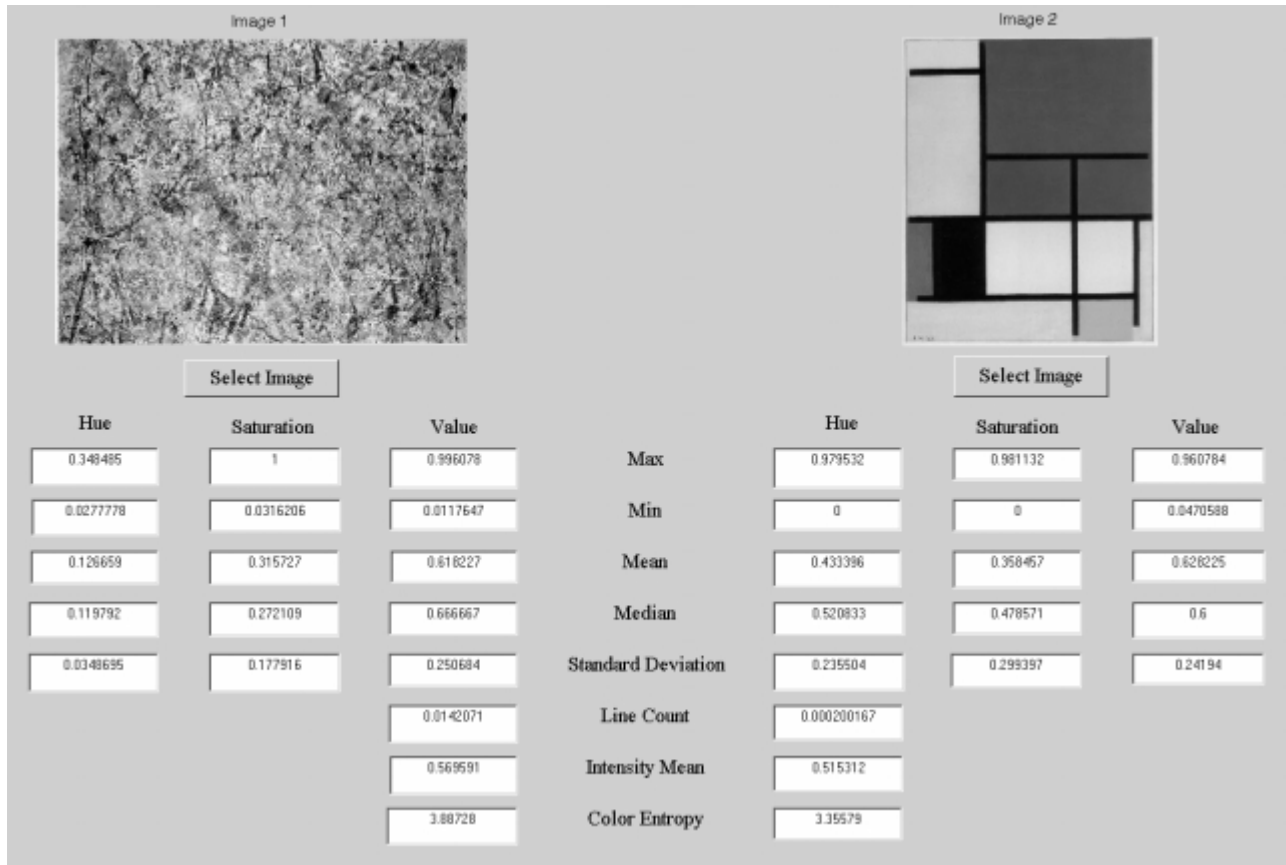 Image 1
Image 2
Select Image
Select Image
Hue Saturation Value
Hue Saturation Value
0.348485 1 0.996078 Max 0.979532 0.981132 0.960784
0.0277778 0.0316206 0.0117647 Min 0 0 0.0470588
0.126659 0.315727 0.618227 Mean 0.433396 0.358457 0.628225
0.119792 0.272109 0.666667 Median 0.520833 0.478571 0.6
0.0348695 0.177916 0.250684 Standard Deviation 0.235504 0.299397 0.24194
0.0142071 Line Count 0.000200167
0.569591 Intensity Mean 0.515312
3.88728 Color Entropy 3.35579